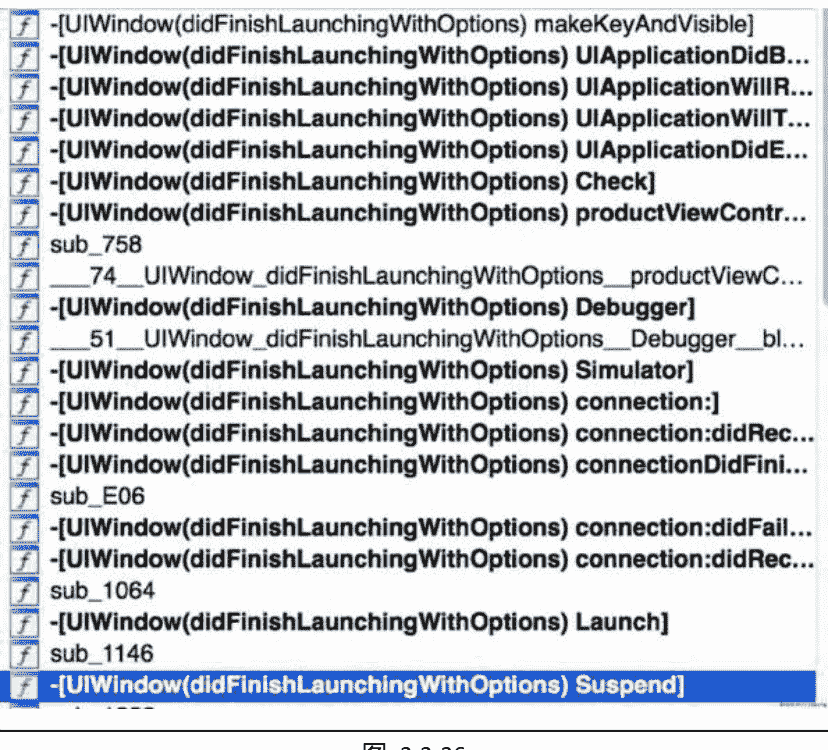 -[UIWindow(didFinishLaunchingWithOptions) makeKeyAndVisible]
-[UIWindow(didFinishLaunchingWithOptions) UIApplicationDidB...
-[UIWindow(didFinishLaunchingWithOptions) UIApplicationWillR...
-[UIWindow(didFinishLaunchingWithOptions) UIApplicationWillT...
-[UIWindow(didFinishLaunchingWithOptions) UIApplicationDidE...
-[UIWindow(didFinishLaunchingWithOptions) Check]
-[UIWindow(didFinishLaunchingWithOptions) productViewContr...
sub_758
___74__UIWindow_didFinishLaunchingWithOptions__productViewC...
-[UIWindow(didFinishLaunchingWithOptions) Debugger]
___51__UIWindow_didFinishLaunchingWithOptions__Debugger__bl...
-[UIWindow(didFinishLaunchingWithOptions) Simulator]
-[UIWindow(didFinishLaunchingWithOptions) connection:]
-[UIWindow(didFinishLaunchingWithOptions) connection:didRec...
-[UIWindow(didFinishLaunchingWithOptions) connectionDidFini...
sub_E06
-[UIWindow(didFinishLaunchingWithOptions) connection:didFail...
-[UIWindow(didFinishLaunchingWithOptions) connection:didRec...
sub_1064
-[UIWindow(didFinishLaunchingWithOptions) Launch]
sub_1146
-[UIWindow(didFinishLaunchingWithOptions) Suspend]